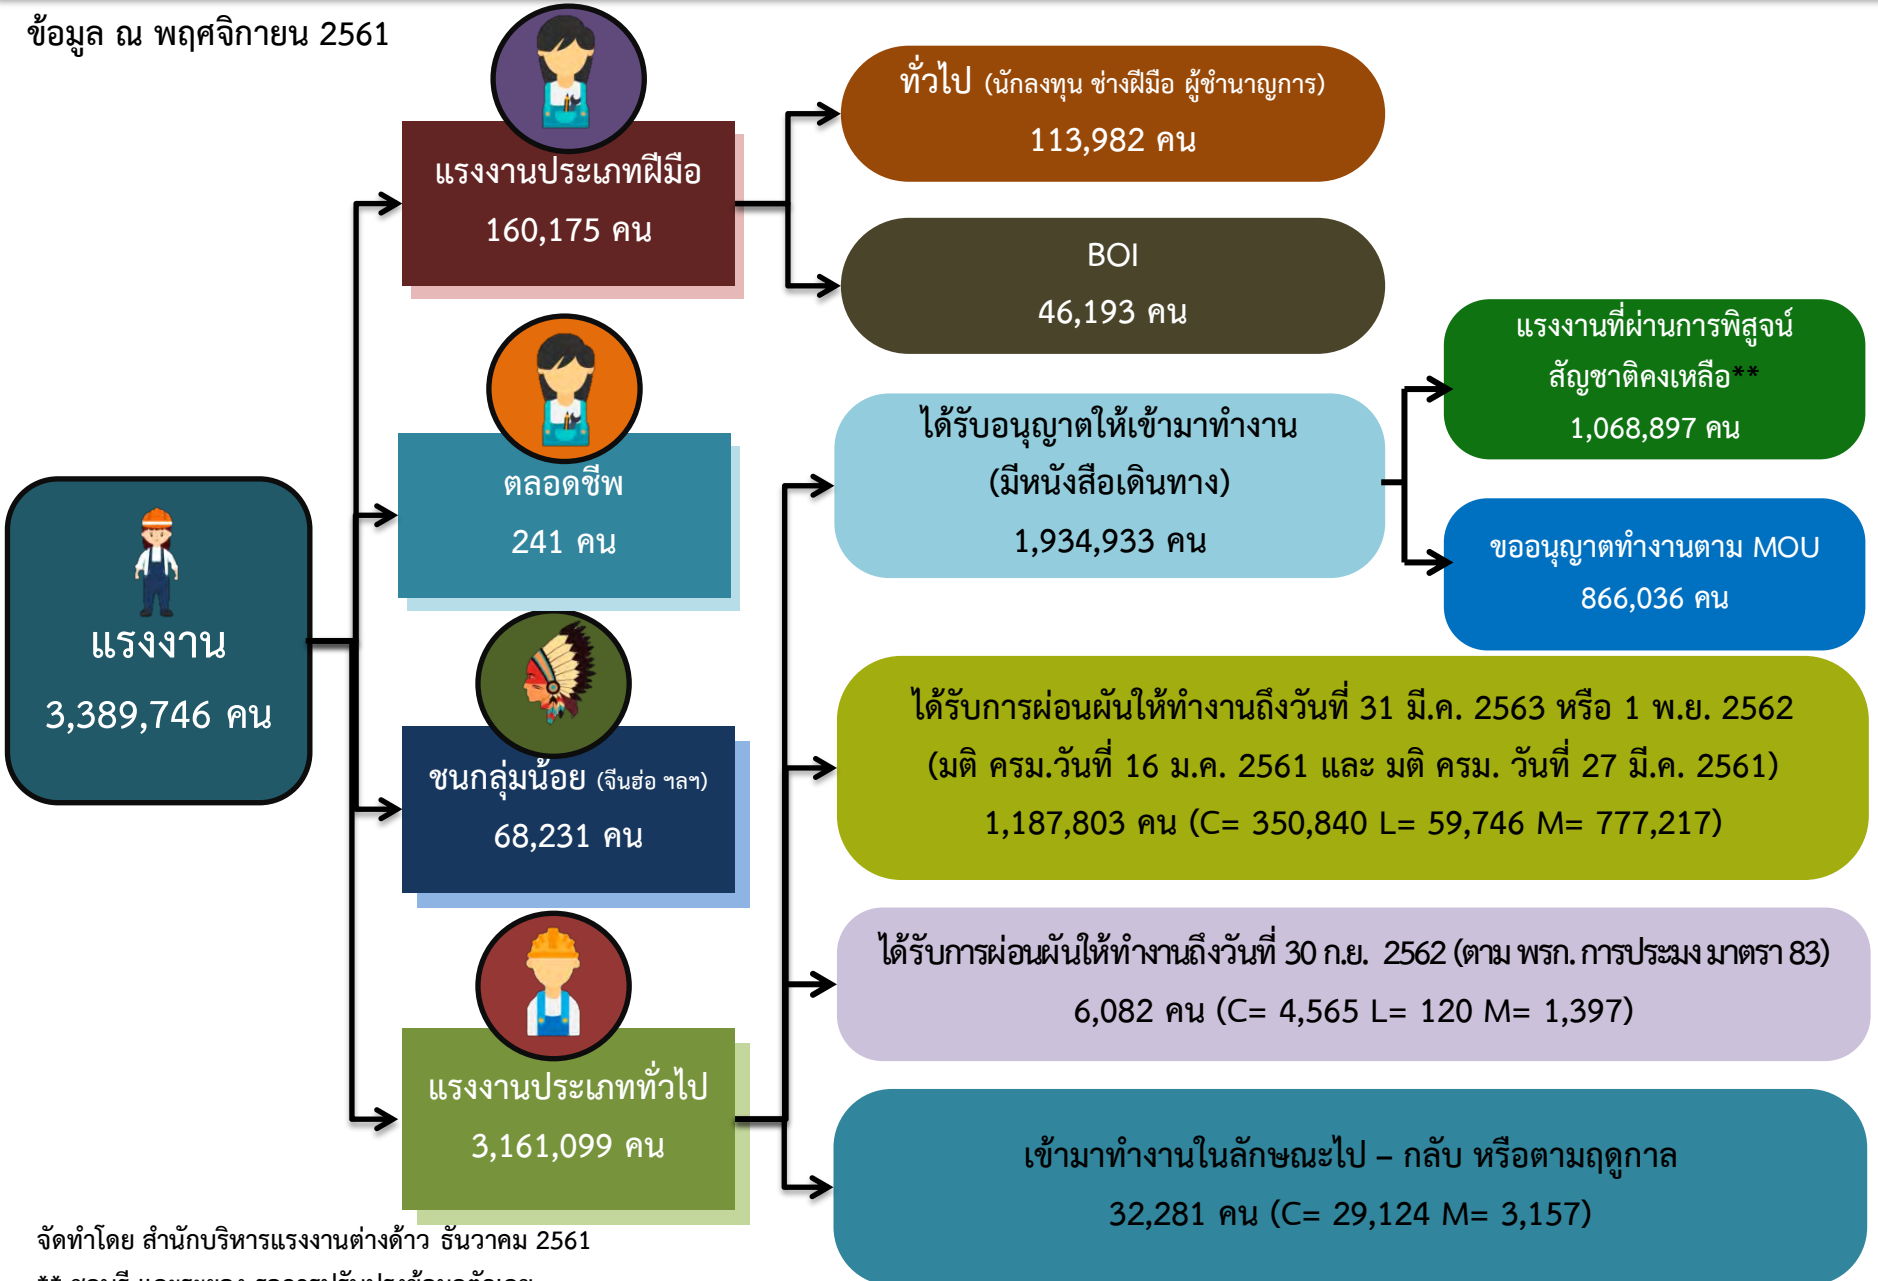 ข้อมูล ณ พฤศจิกายน 2561
แรงงาน
3,389,746 คน
แรงงานประเภทฝีมือ
160,175 คน
ทั่วไป (นักลงทุน ช่างฝีมือ ผู้ชำนาญการ)
113,982 คน
BOI
46,193 คน
ตลอดชีพ
241 คน
ชนกลุ่มน้อย (จีนฮ่อ ฯลฯ)
68,231 คน
แรงงานประเภททั่วไป
3,161,099 คน
ได้รับอนุญาตให้เข้ามาทำงาน
(มีหนังสือเดินทาง)
1,934,933 คน
แรงงานที่ผ่านการพิสูจน์
สัญชาติคงเหลือ**
1,068,897 คน
ขออนุญาตทำงานตาม MOU
866,036 คน
ได้รับการผ่อนผันให้ทำงานถึงวันที่ 31 มี.ค. 2563 หรือ 1 พ.ย. 2562
(มติ ครม.วันที่ 16 ม.ค. 2561 และ มติ ครม. วันที่ 27 มี.ค. 2561)
1,187,803 คน (C= 350,840 L= 59,746 M= 777,217)
ได้รับการผ่อนผันให้ทำงานถึงวันที่ 30 ก.ย. 2562 (ตาม พรก. การประมง มาตรา 83)
6,082 คน (C= 4,565 L= 120 M= 1,397)
เข้ามาทำงานในลักษณะไป – กลับ หรือตามฤดูกาล
32,281 คน (C= 29,124 M= 3,157)
จัดทำโดย สำนักบริหารแรงงานต่างด้าว ธันวาคม 2561
**